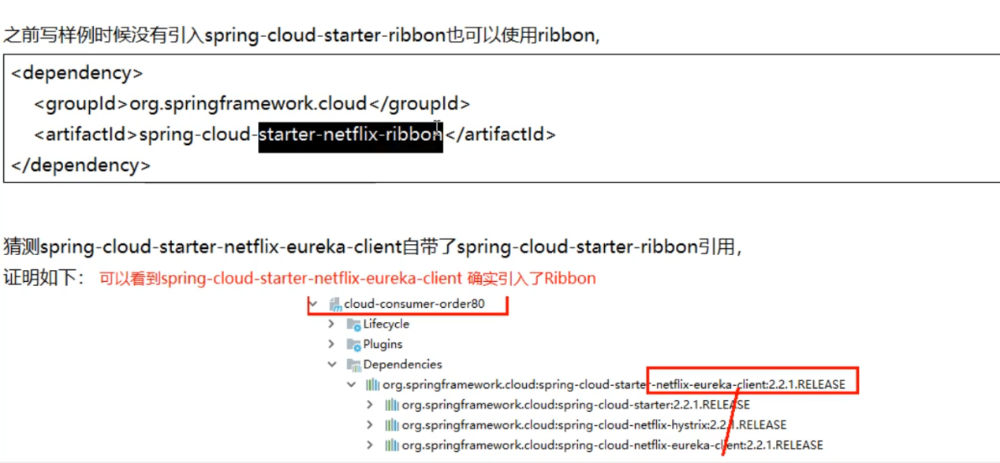 之前写样例时候没有引入spring-cloud-starter-ribbon也可以使用ribbon,
<dependency>
<groupId>org.springframework.cloud</groupId>
<artifactId>spring-cloud-starter-netflix-ribbon</artifactId>
</dependency>
猜测spring-cloud-starter-netflix-eureka-client自带了spring-cloud-starter-ribbon引用,
证明如下： 可以看到spring-cloud-starter-netflix-eureka-client 确实引入了Ribbon
cloud-consumer-order80
Lifecycle
Plugins
Dependencies
org.springframework.cloud:spring-cloud-starter-netflix-eureka-client:2.2.1.RELEASE
org.springframework.cloud:spring-cloud-starter:2.2.1.RELEASE
org.springframework.cloud:spring-cloud-netflix-hystrix:2.2.1.RELEASE
org.springframework.cloud:spring-cloud-netflix-eureka-client:2.2.1.RELEASE